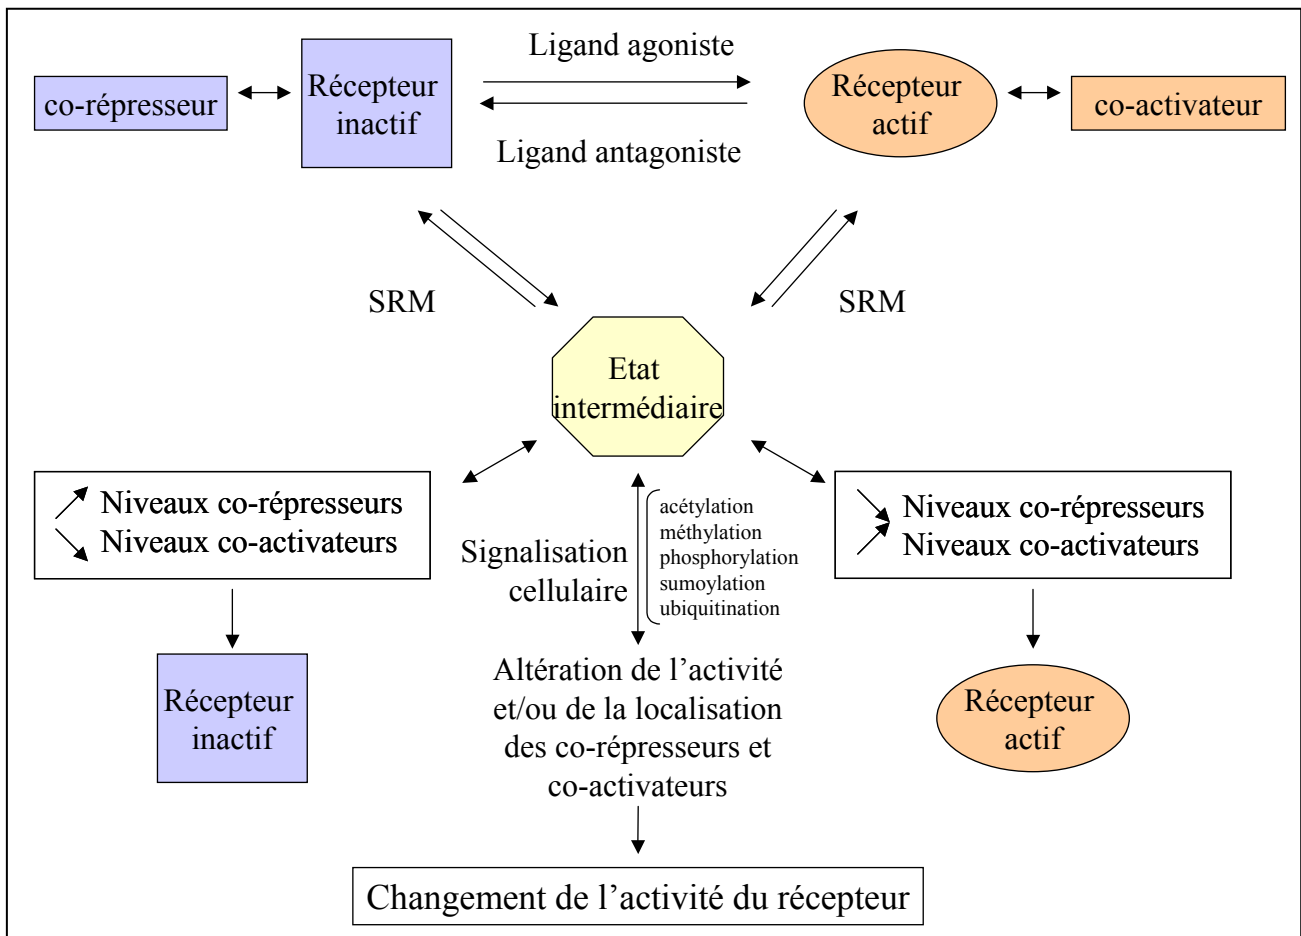 Ligand agoniste
co-répresseur
Récepteur
inactif
Récepteur
actif
co-activateur
Ligand antagoniste
SRM
SRM
Etat
intermédiaire
Niveaux co-répresseurs
Niveaux co-activateurs
Signalisation
cellulaire
acétylation
méthylation
phosphorylation
sumoylation
ubiquitination
Niveaux co-répresseurs
Niveaux co-activateurs
Récepteur
inactif
Altération de l’activité
et/ou de la localisation
des co-répresseurs et
co-activateurs
Récepteur
actif
Changement de l’activité du récepteur